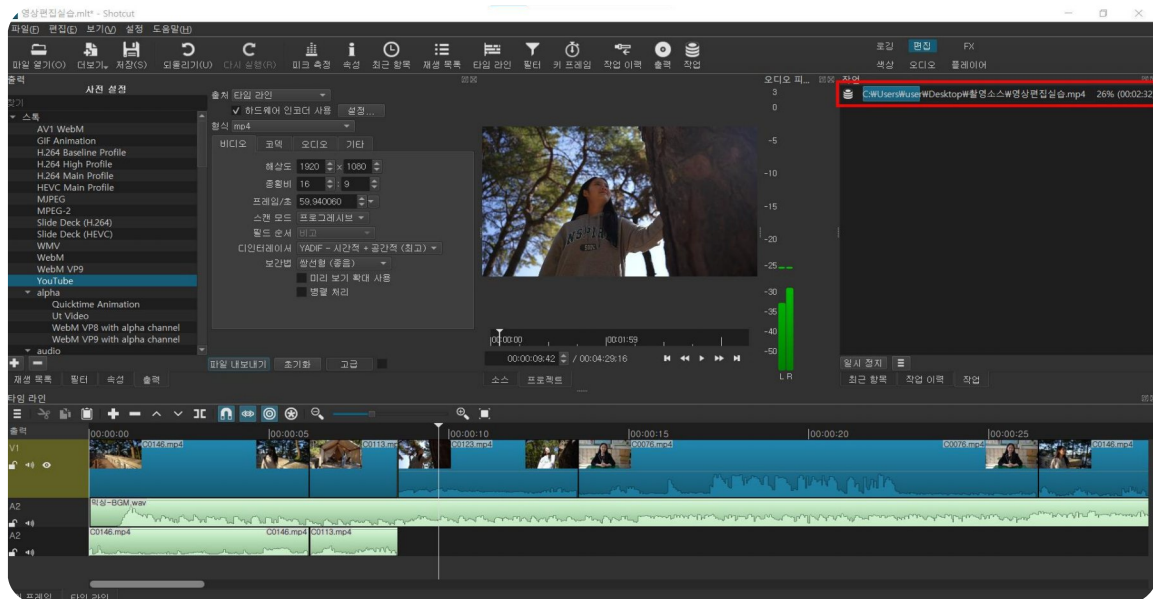 영상편집실습.mlt* - Shotcut
파일(F) 편집(E) 보기(V) 설정 도움말(H)
파일 열기(O) 더보기 저장(S) 되돌리기(U) 다시 실행(R) 마크 측정 속성 최근 항목 재생 목록 타임 라인 필터 키 프레임 작업 이력 출력 작업
로깅 편집 FX
색상 오디오 플레이어
출력
사전 설정
찾기
스톡
AV1 WebM
GIF Animation
H.264 Baseline Profile
H.264 High Profile
H.264 Main Profile
HEVC Main Profile
MJPEG
MPEG-2
Slide Deck (H.264)
Slide Deck (HEVC)
WMV
WebM
WebM VP9
YouTube
alpha
Quicktime Animation
Ut Video
WebM VP8 with alpha channel
WebM VP9 with alpha channel
audio
재생 목록 필터 속성 출력
출처 타임 라인
하드웨어 인코더 사용 설정...
형식 mp4
비디오 코덱 오디오 기타
해상도 1920 x 1080
종횡비 16 : 9
프레임/초 59.940060
스캔 모드 프로그레시브
필드 순서
디인터레이서 YADIF - 시간적 + 공간적 (최고)
보간법 쌍선형 (좋음)
미리 보기 확대 사용
병렬 처리
파일 내보내기 초기화 고급
00:00:00 00:01:59
00:00:09:42 / 00:04:29:16
소스 프로젝트
오디오 피...
3
0
-5
-10
-15
-20
-25
-30
-35
-40
-50
L R
작업
C:₩Users₩user₩Desktop₩촬영소스₩영상편집실습.mp4 26% (00:02:32)
일시 정지
최근 항목 작업 이력 작업
타임 라인
출력
00:00:00 00:00:05 00:00:10 00:00:15 00:00:20 00:00:25
V1
C0146.mp4 C0113.mp4 C0123.mp4 C0076.mp4 C0076.mp4 C0146.mp4
A2
믹싱-BGM.wav
A2
C0146.mp4 C0146.mp4 C0113.mp4
프레임 타임 라인